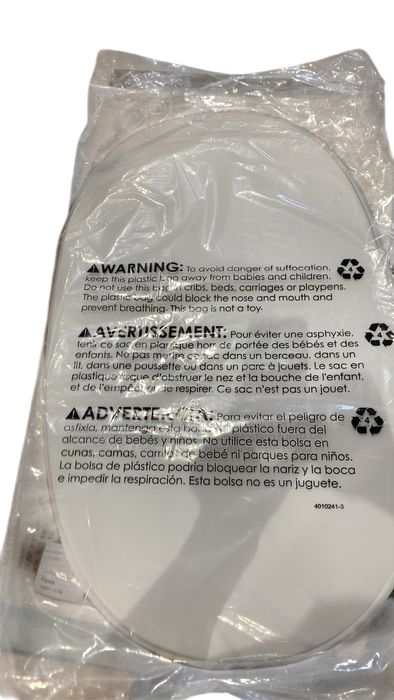 ⚠WARNING: To avoid danger of suffocation,
keep this plastic bag away from babies and children.
Do not use this bag in cribs, beds, carriages or playpens.
The plastic bag could block the nose and mouth and
prevent breathing. This bag is not a toy.
4
⚠AVERTISSEMENT: Pour éviter une asphyxie,
tenir ce sac en plastique hors de portée des bébés et des
enfants. Ne pas mettre ce sac dans un berceau, dans un
lit, dans une poussette ou dans un parc à jouets. Le sac en
plastique risque d'obstruer le nez et la bouche de l'enfant,
et de l'empêcher de respirer. Ce sac n'est pas un jouet.
4
⚠ADVERTENCIA: Para evitar el peligro de
asfixia, mantenga esta bolsa de plástico fuera del
alcance de bebés y niños. No utilice esta bolsa en
cunas, camas, carritos de bebé ni parques para niños.
La bolsa de plástico podría bloquear la nariz y la boca
e impedir la respiración. Esta bolsa no es un juguete.
4
4010241-3